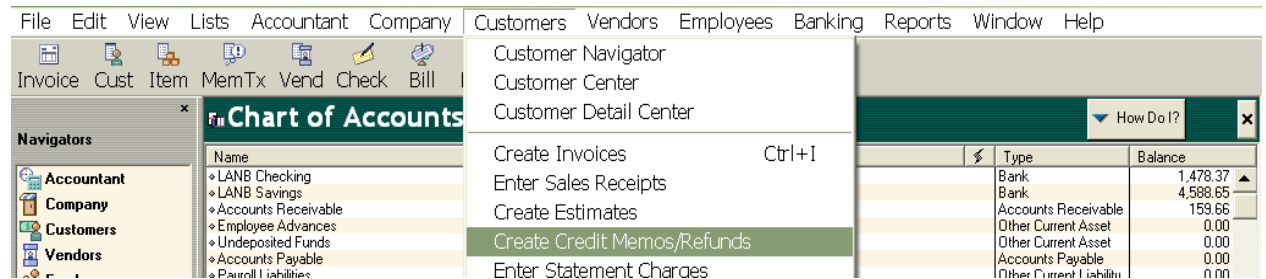 File Edit View Lists Accountant Company Customers Vendors Employees Banking Reports Window Help
Invoice Cust Item MemTx Vend Check Bill
Navigators
Accountant
Company
Customers
Vendors
Chart of Accounts
How Do I?
Name Type Balance
LANB Checking Bank 1,478.37
LANB Savings Bank 4,588.65
Accounts Receivable Accounts Receivable 159.66
Employee Advances Other Current Asset 0.00
Undeposited Funds Other Current Asset 0.00
Accounts Payable Accounts Payable 0.00
Payroll Liabilities Other Current Liability 0.00
Customer Navigator
Customer Center
Customer Detail Center
Create Invoices Ctrl+I
Enter Sales Receipts
Create Estimates
Create Credit Memos/Refunds
Enter Statement Charges